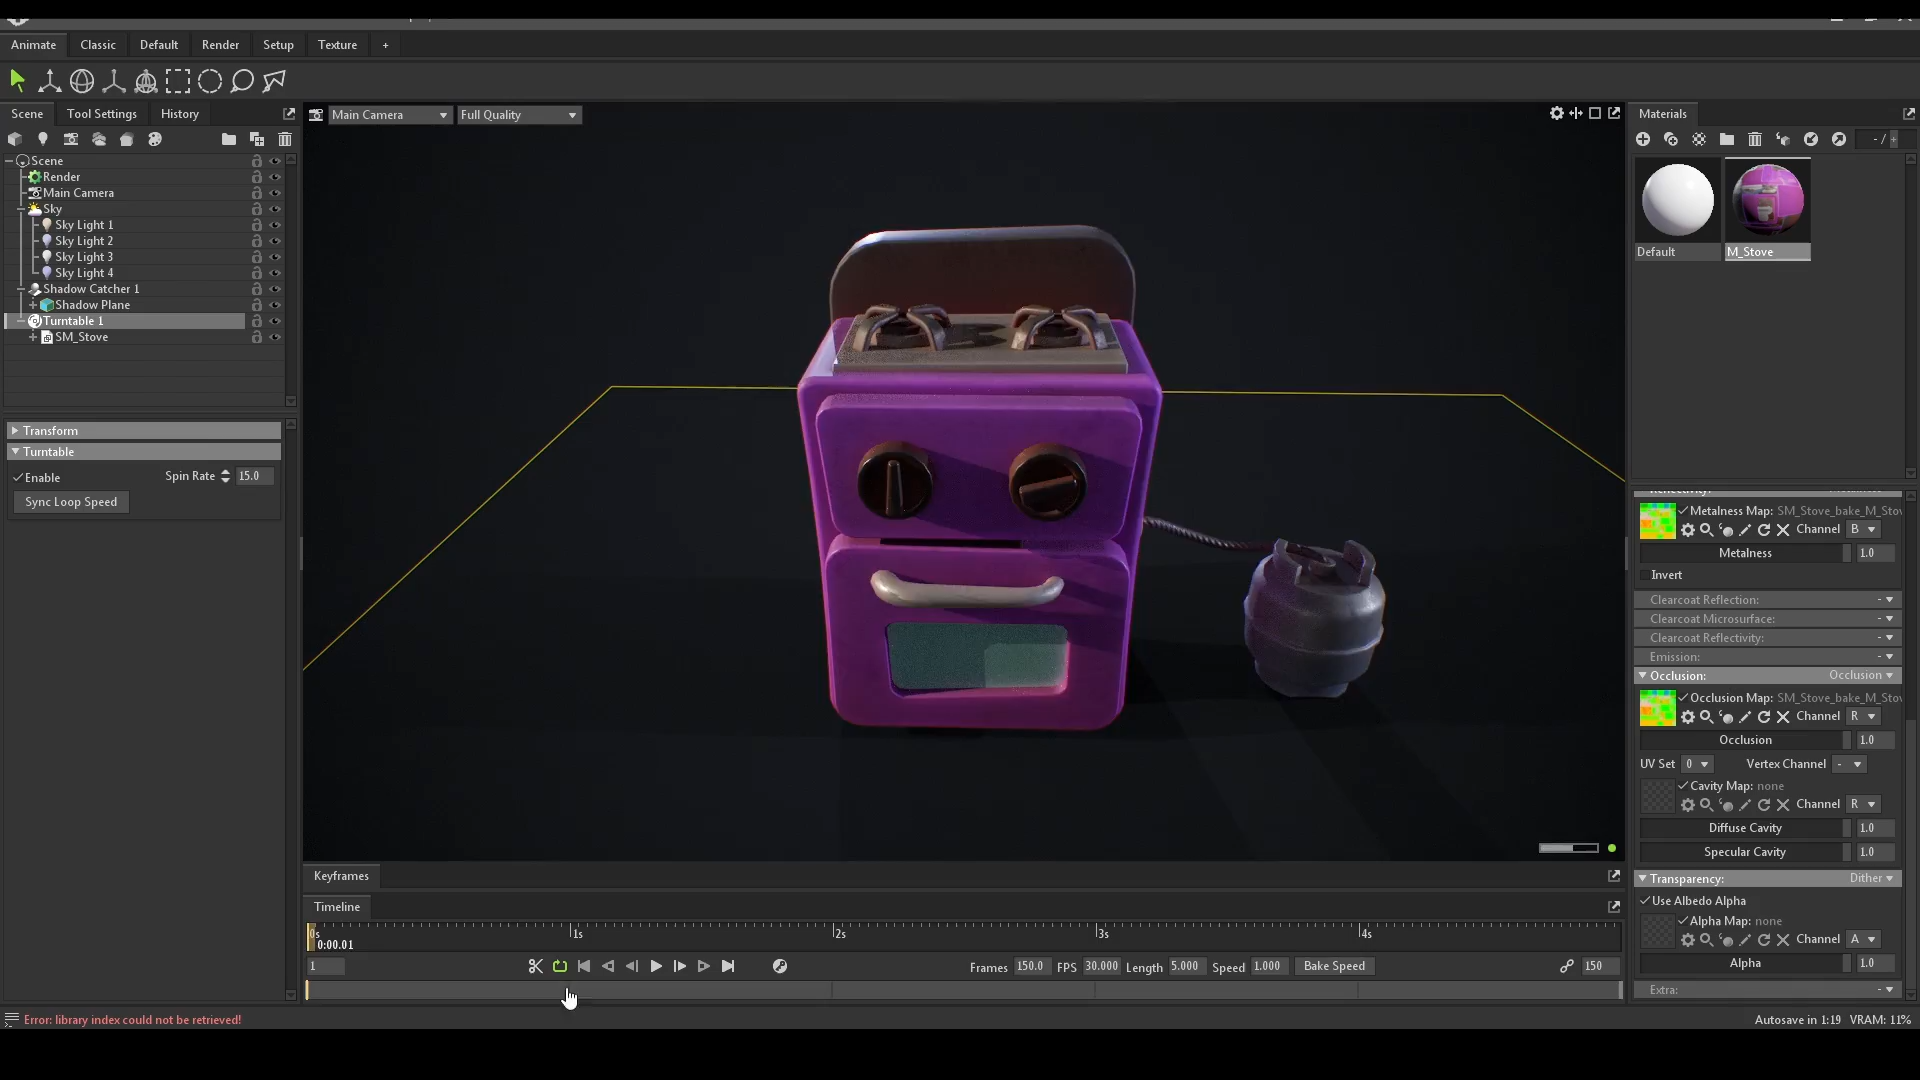 Animate Classic Default Render Setup Texture +
Scene Tool Settings History
Main Camera Full Quality
Materials
- / +
Scene
Render
Main Camera
Sky
Sky Light 1
Sky Light 2
Sky Light 3
Sky Light 4
Shadow Catcher 1
Shadow Plane
Turntable 1
SM_Stove
Transform
Turntable
Enable Spin Rate 15.0
Sync Loop Speed
Default M_Stove
Reflectivity: Metalness
Metalness Map: SM_Stove_bake_M_Stov
Channel B
Metalness 1.0
Invert
Clearcoat Reflection: -
Clearcoat Microsurface: -
Clearcoat Reflectivity: -
Emission: -
Occlusion: Occlusion
Occlusion Map: SM_Stove_bake_M_Stov
Channel R
Occlusion 1.0
UV Set 0 Vertex Channel -
Cavity Map: none
Channel R
Diffuse Cavity 1.0
Specular Cavity 1.0
Transparency: Dither
Use Albedo Alpha
Alpha Map: none
Channel A
Alpha 1.0
Extra: -
Keyframes
Timeline
0s 1s 2s 3s 4s
0:00.01
1 Frames 150.0 FPS 30.000 Length 5.000 Speed 1.000 Bake Speed 150
Error: library index could not be retrieved!
Autosave in 1:19 VRAM: 11%